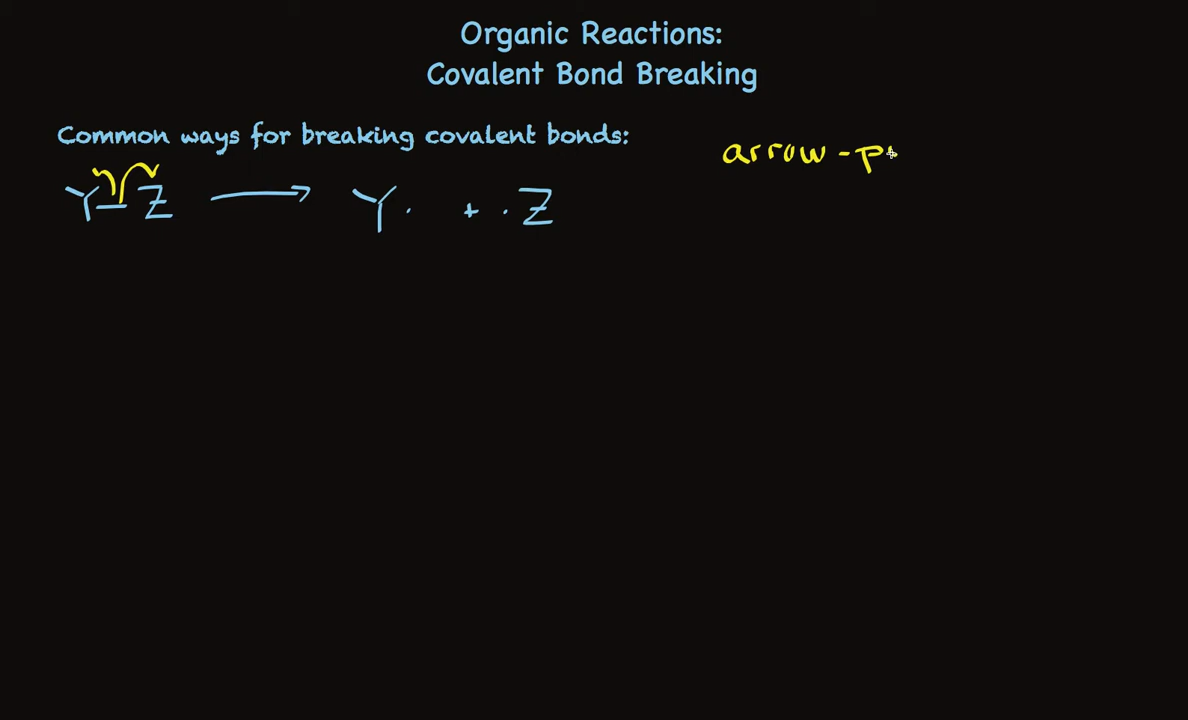 Organic Reactions:
Covalent Bond Breaking
Common ways for breaking covalent bonds:
arrow-p
Y—Z ⟶ Y· + ·Z